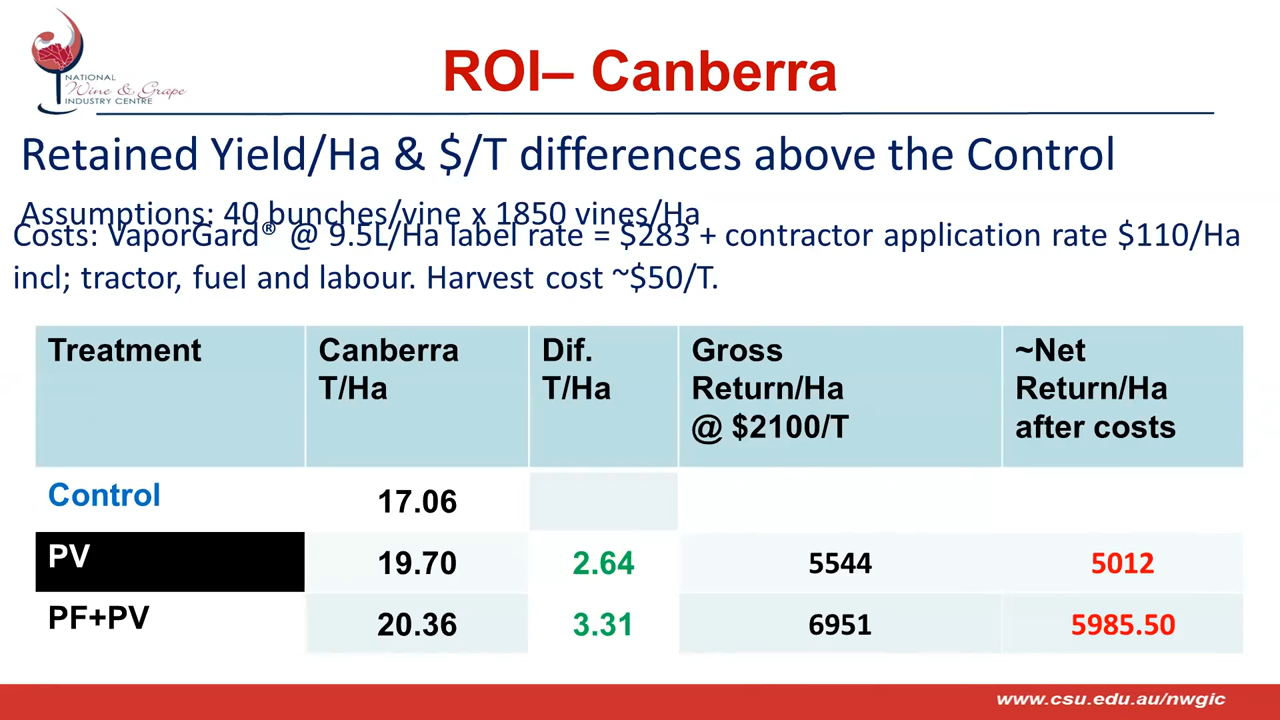 NATIONAL
Wine & Grape
INDUSTRY CENTRE
ROI– Canberra
Retained Yield/Ha & $/T differences above the Control
Assumptions: 40 bunches/vine x 1850 vines/Ha
Costs: VaporGard® @ 9.5L/Ha label rate = $283 + contractor application rate $110/Ha
incl; tractor, fuel and labour. Harvest cost ~$50/T.
Treatment
Canberra
T/Ha
Dif.
T/Ha
Gross
Return/Ha
@ $2100/T
~Net
Return/Ha
after costs
Control
17.06
PV
19.70
2.64
5544
5012
PF+PV
20.36
3.31
6951
5985.50
www.csu.edu.au/nwgic